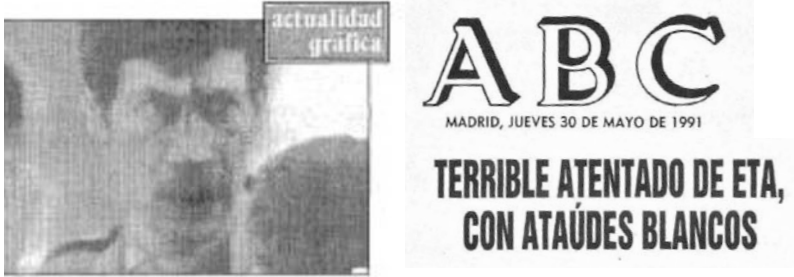 actualidad
gráfica
ABC
MADRID, JUEVES 30 DE MAYO DE 1991
TERRIBLE ATENTADO DE ETA,
CON ATAÚDES BLANCOS